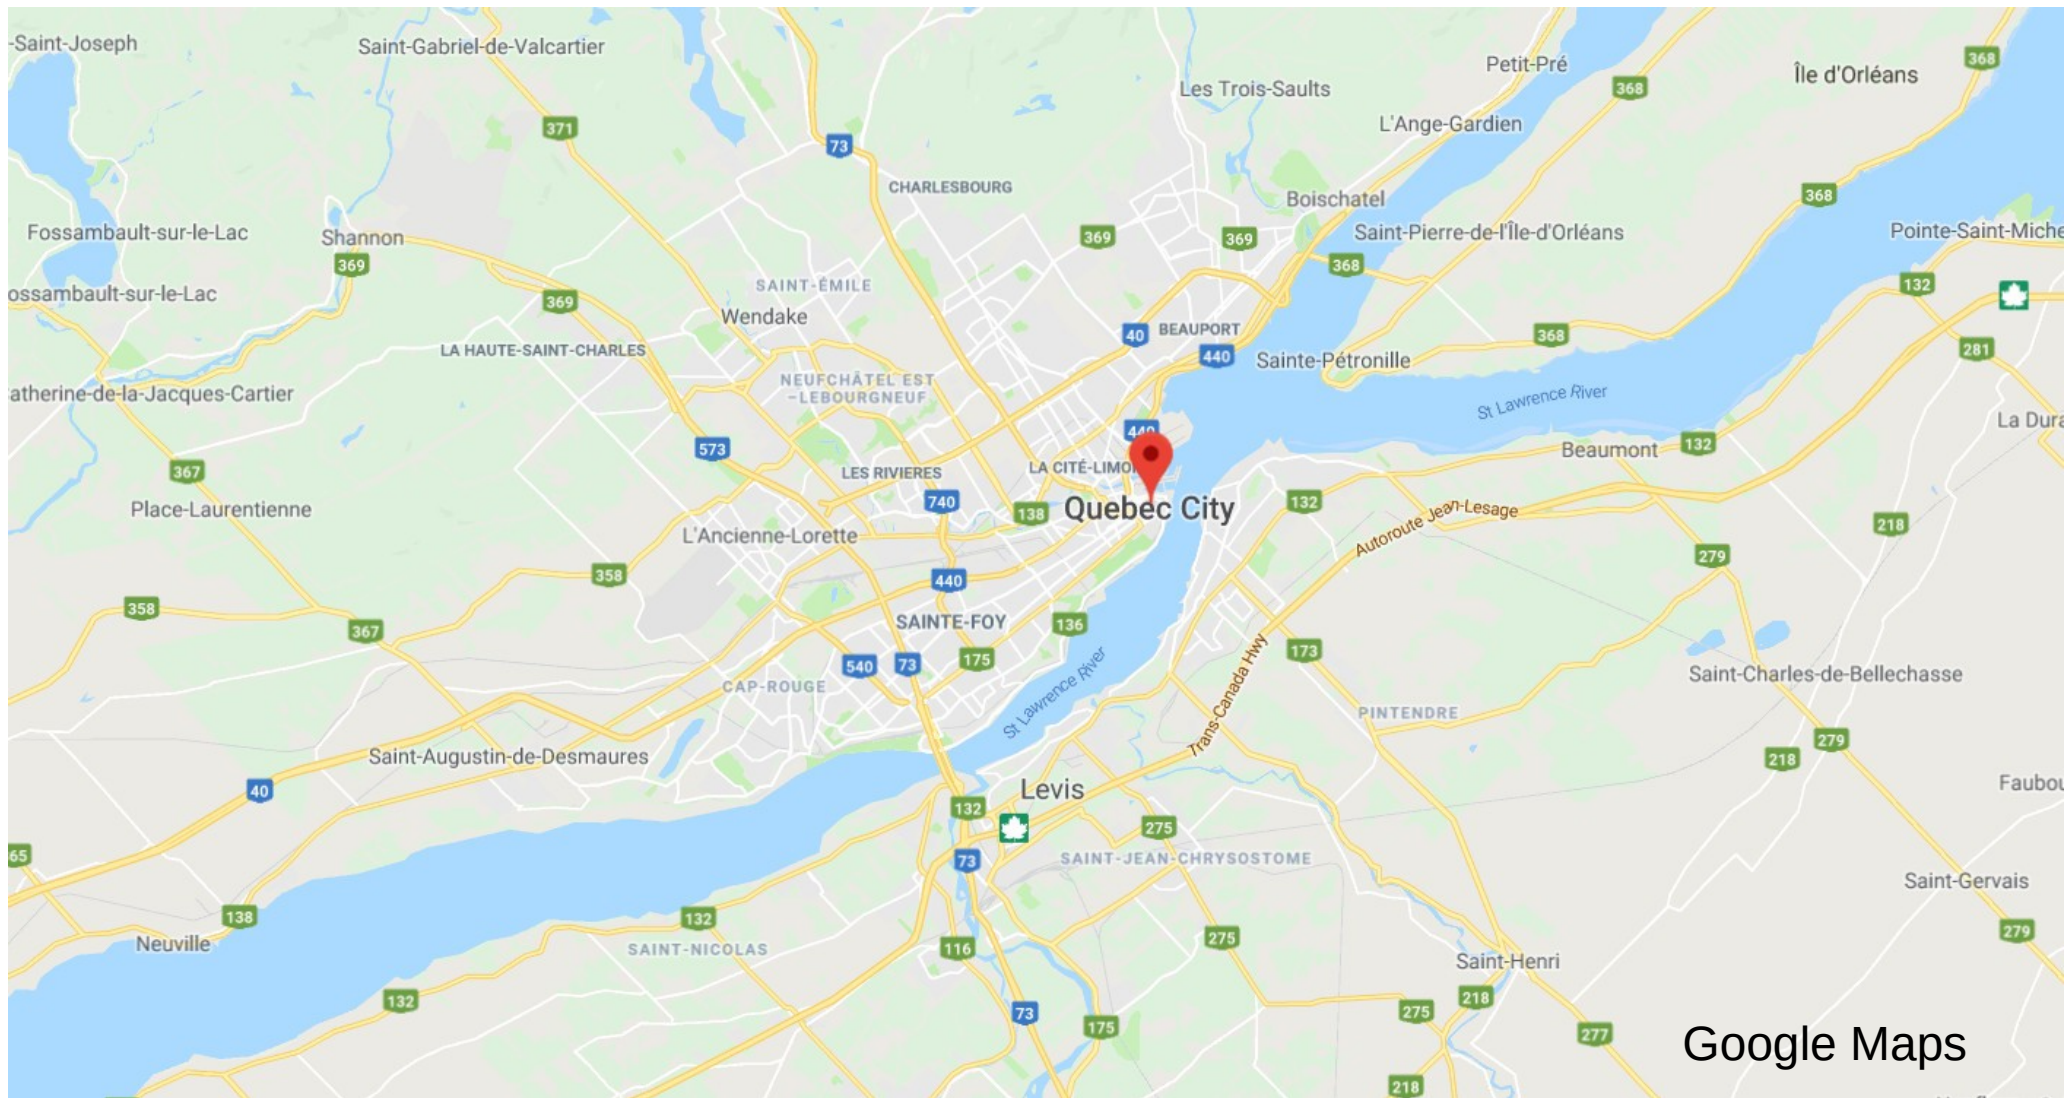 -Saint-Joseph
Saint-Gabriel-de-Valcartier
Petit-Pré
368
Île d'Orléans
Les Trois-Saults
368
371
L'Ange-Gardien
73
CHARLESBOURG
Boischatel
368
Fossambault-sur-le-Lac
Shannon
369
369
Saint-Pierre-de-l'Île-d'Orléans
Pointe-Saint-Miche
369
368
SAINT-ÉMILE
132
ossambault-sur-le-Lac
369
Wendake
40
BEAUPORT
368
LA HAUTE-SAINT-CHARLES
440
Sainte-Pétronille
281
NEUFCHÂTEL EST
-LEBOURGNEUF
atherine-de-la-Jacques-Cartier
St Lawrence River
La Dura
440
573
Beaumont
132
367
LES RIVIERES
LA CITÉ-LIMOI
740
138
Quebec City
132
Place-Laurentienne
Autoroute Jean-Lesage
218
L'Ancienne-Lorette
279
358
440
358
367
SAINTE-FOY
136
173
540
73
175
Saint-Charles-de-Bellechasse
CAP-ROUGE
St Lawrence River
Trans-Canada Hwy
PINTENDRE
279
Saint-Augustin-de-Desmaures
218
40
Levis
Faubou
132
275
65
73
SAINT-JEAN-CHRYSOSTOME
Saint-Gervais
138
132
Neuville
SAINT-NICOLAS
116
275
279
Saint-Henri
132
218
73
275
175
277
Google Maps
218